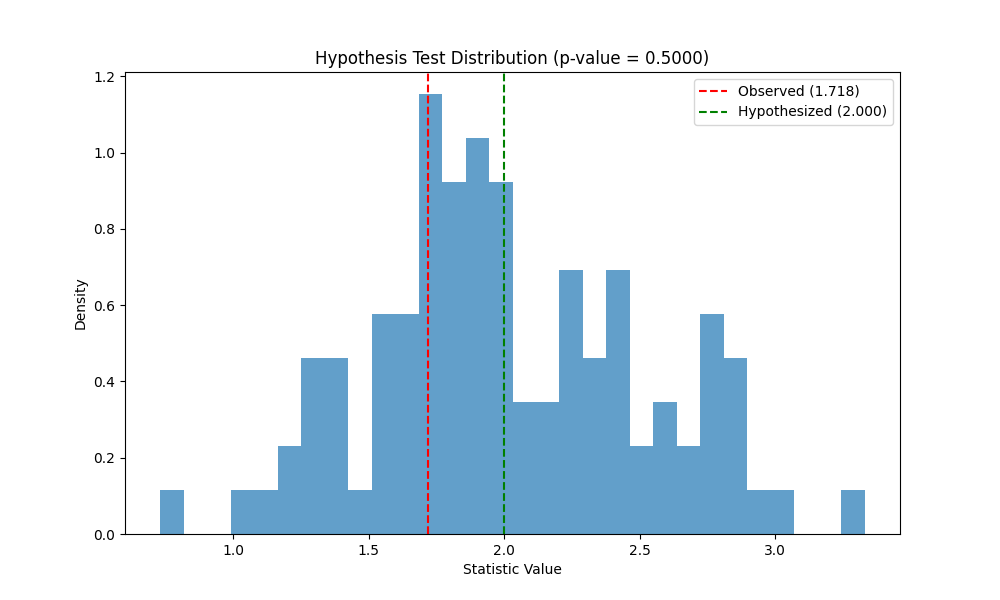 Hypothesis Test Distribution (p-value = 0.5000)
Observed (1.718)
Hypothesized (2.000)
1.2
1.0
0.8
0.6
0.4
0.2
0.0
Density
1.0 1.5 2.0 2.5 3.0
Statistic Value